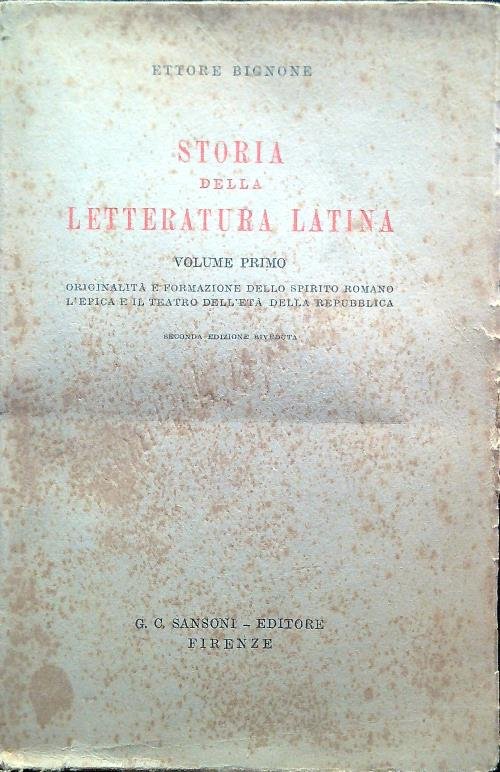 ETTORE BIGNONE
STORIA
DELLA
LETTERATURA LATINA
VOLUME PRIMO
ORIGINALITÀ E FORMAZIONE DELLO SPIRITO ROMANO
L'EPICA E IL TEATRO DELL'ETÀ DELLA REPUBBLICA
SECONDA EDIZIONE RIVEDUTA
G. C. SANSONI – EDITORE
FIRENZE